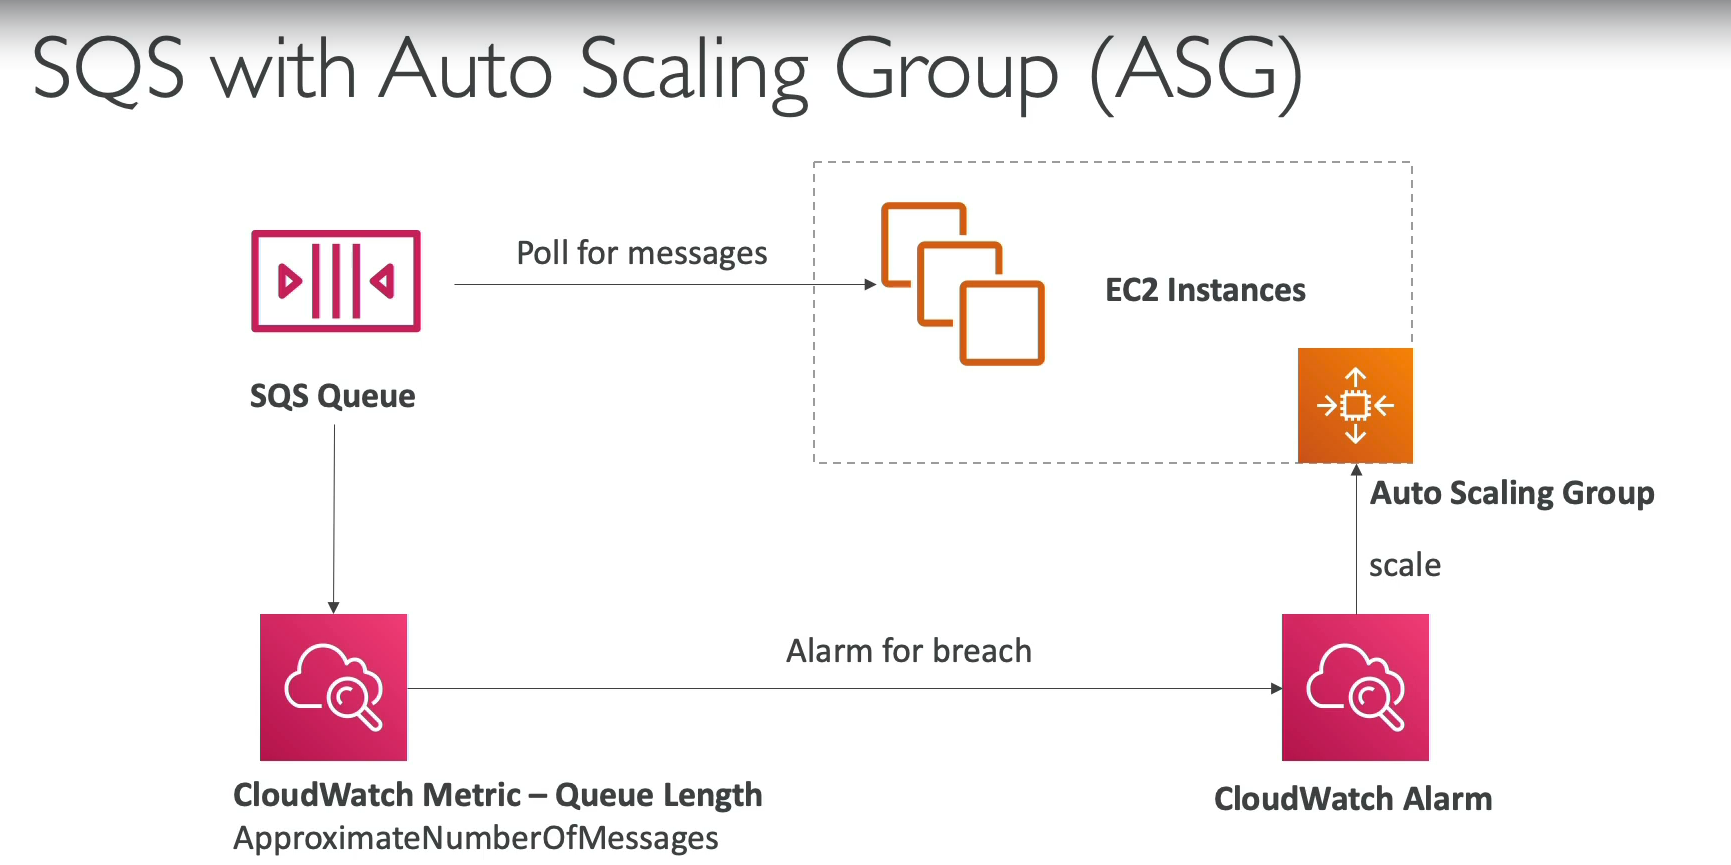 SQS with Auto Scaling Group (ASG)
Poll for messages
EC2 Instances
SQS Queue
Auto Scaling Group
scale
Alarm for breach
CloudWatch Metric – Queue Length
ApproximateNumberOfMessages
CloudWatch Alarm